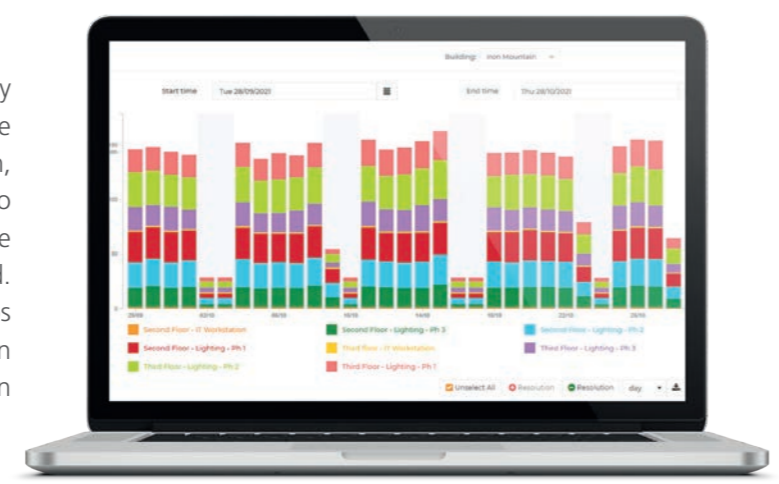 y
e
n,
o
e
d.
s
n
n
Building: Iron Mountain
Start time Tue 28/09/2021 End time Thu 28/10/2021
Second Floor - IT Workstation Second Floor - Lighting - Ph 3 Second Floor - Lighting - Ph 2
Second Floor - Lighting - Ph 1 Third floor - IT Workstation Third Floor - Lighting - Ph 3
Third Floor - Lighting - Ph 2 Third Floor - Lighting - Ph 1
Unselect All Resolution Resolution day